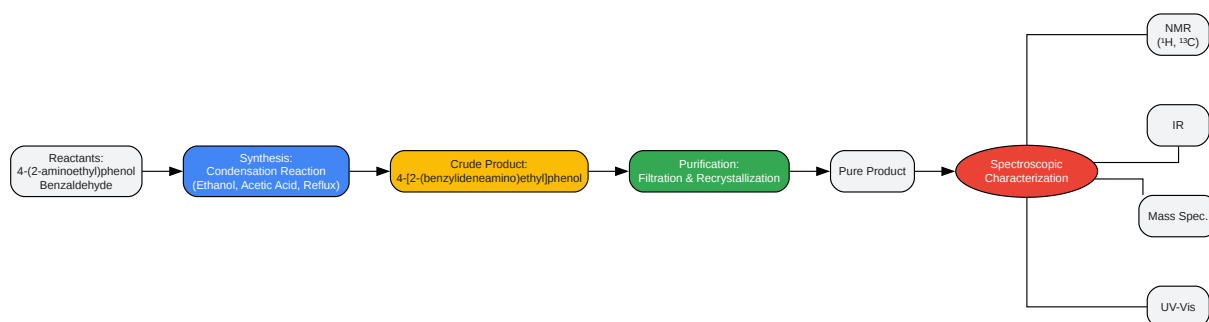 Reactants:
4-(2-aminoethyl)phenol
Benzaldehyde
Synthesis:
Condensation Reaction
(Ethanol, Acetic Acid, Reflux)
Crude Product:
4-[2-(benzylideneamino)ethyl]phenol
Purification:
Filtration & Recrystallization
Pure Product
Spectroscopic
Characterization
NMR
(¹H, ¹³C)
IR
Mass Spec.
UV-Vis